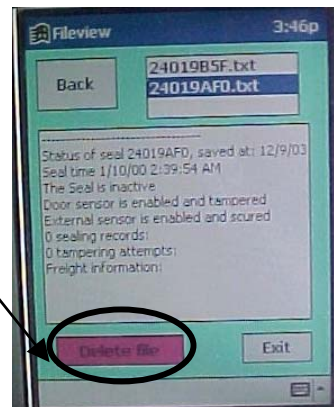 Fileview 3:46p
Back
24019B5F.txt
24019AF0.txt
Status of seal 24019AF0, saved at: 12/9/03
Seal time 1/10/00 2:39:54 AM
The Seal is inactive
Door sensor is enabled and tampered
External sensor is enabled and scured
0 sealing records:
0 tampering attempts:
Freight information:
Delete file
Exit